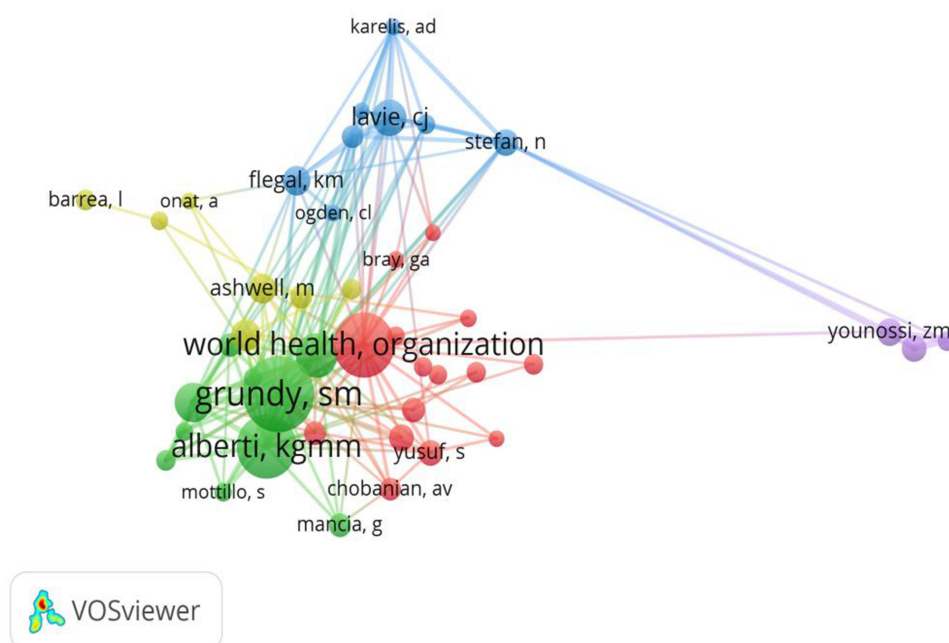 karelis, ad
lavie, cj
stefan, n
flegal, km
barrea, l
onat, a
ogden, cl
bray, ga
ashwell, m
younossi, zm
world health, organization
grundy, sm
alberti, kgmm
yusuf, s
mottillo, s
chobanian, av
mancia, g
VOSviewer